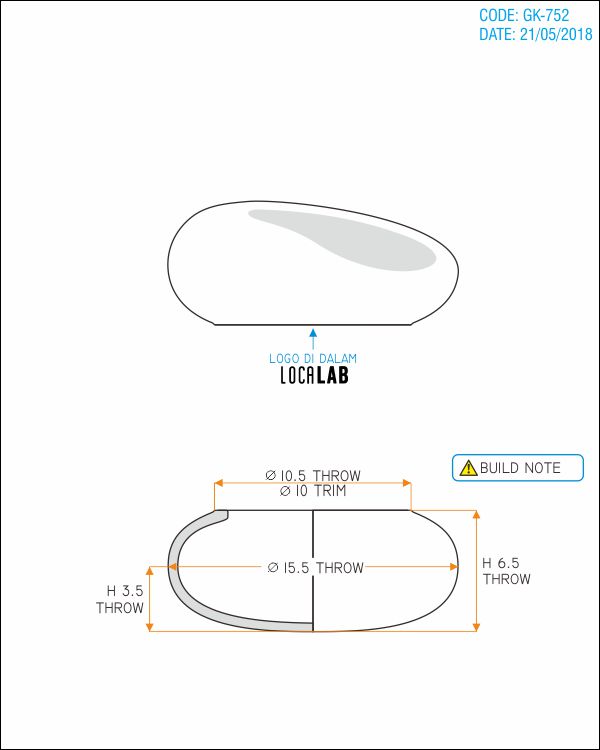 CODE: GK-752
DATE: 21/05/2018
LOGO DI DALAM
LOCALAB
BUILD NOTE
Ø 10.5 THROW
Ø 10 TRIM
Ø 15.5 THROW
H 6.5
THROW
H 3.5
THROW